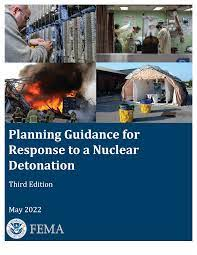 Planning Guidance for
Response to a Nuclear
Detonation
Third Edition
May 2022
FEMA